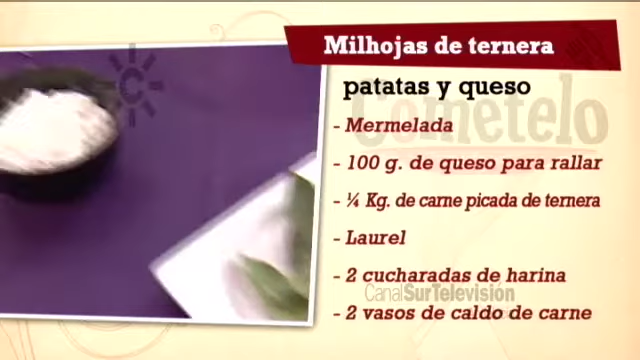 Milhojas de ternera
patatas y queso
Cometelo
- Mermelada
- 100 g. de queso para rallar
- ¼ Kg. de carne picada de ternera
- Laurel
- 2 cucharadas de harina
CanalSurTelevisión
- 2 vasos de caldo de carne